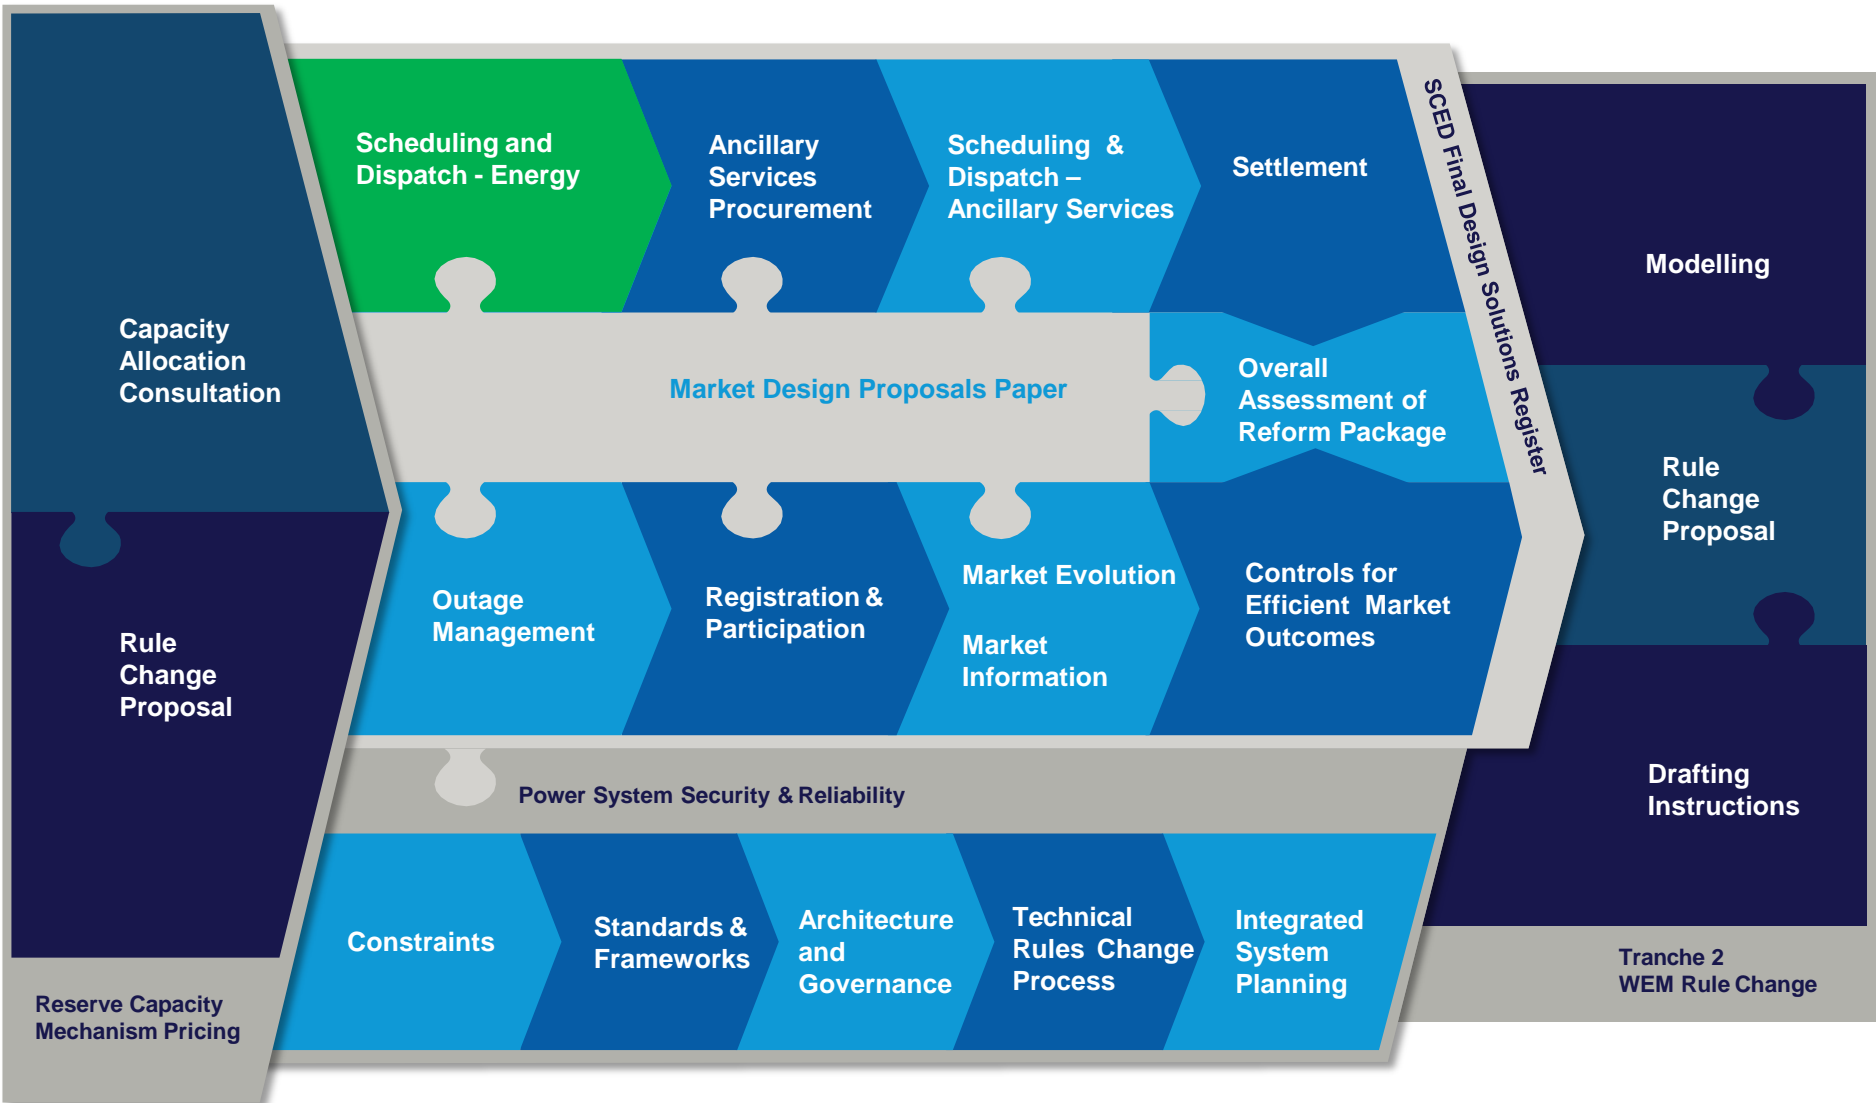 Capacity
Allocation
Consultation
Rule
Change
Proposal
Reserve Capacity
Mechanism Pricing
Scheduling and
Dispatch - Energy
Ancillary
Services
Procurement
Scheduling &
Dispatch –
Ancillary Services
Settlement
Market Design Proposals Paper
Overall
Assessment of
Reform Package
Outage
Management
Registration &
Participation
Market Evolution
Market
Information
Controls for
Efficient Market
Outcomes
SCED Final Design Solutions Register
Power System Security & Reliability
Constraints
Standards &
Frameworks
Architecture
and
Governance
Technical
Rules Change
Process
Integrated
System
Planning
Modelling
Rule
Change
Proposal
Drafting
Instructions
Tranche 2
WEM Rule Change